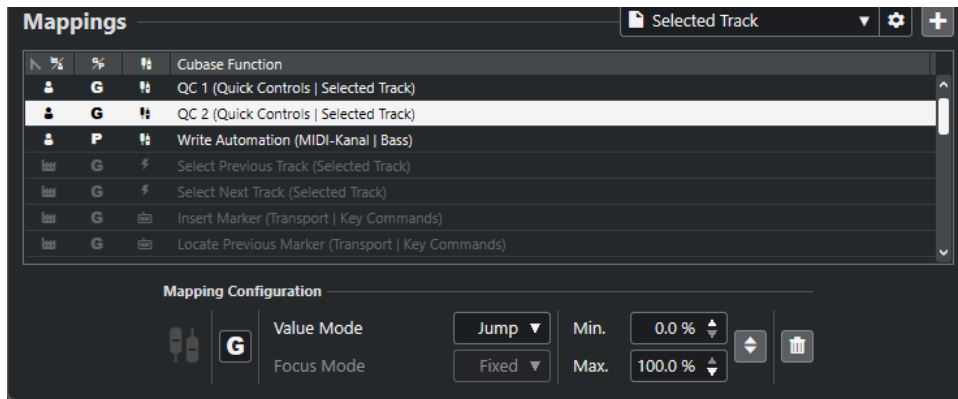 Mappings
Selected Track
% % Cubase Function
G QC 1 (Quick Controls | Selected Track)
G QC 2 (Quick Controls | Selected Track)
P Write Automation (MIDI-Kanal | Bass)
G Select Previous Track (Selected Track)
G Select Next Track (Selected Track)
G Insert Marker (Transport | Key Commands)
G Locate Previous Marker (Transport | Key Commands)
Mapping Configuration
G Value Mode Jump Min. 0.0 %
Focus Mode Fixed Max. 100.0 %